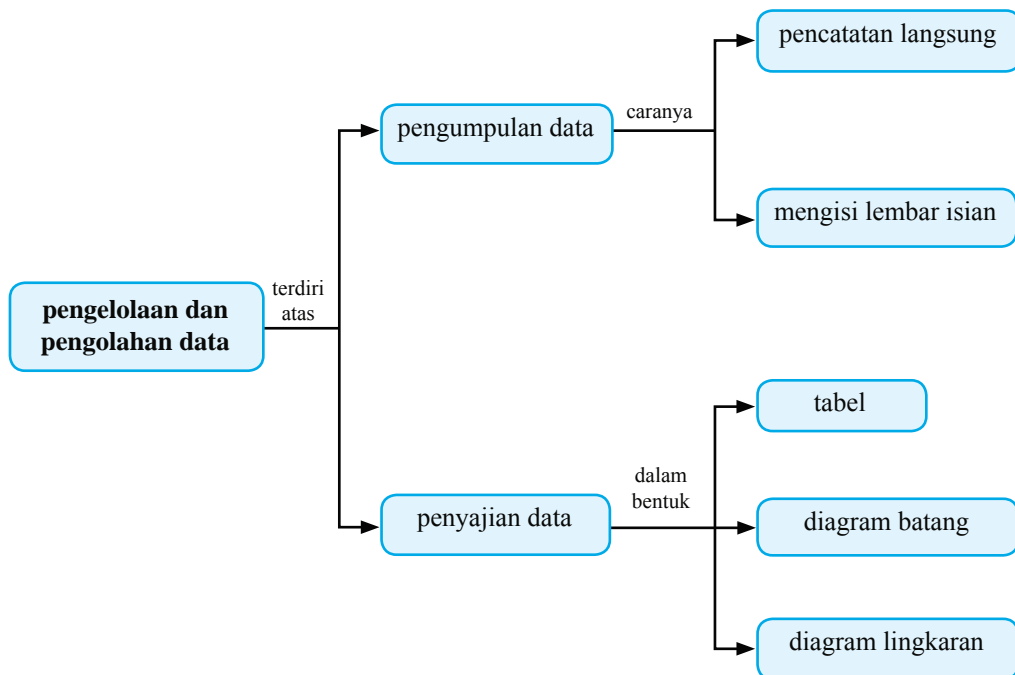 pengelolaan dan
pengolahan data
terdiri
atas
pengumpulan data
caranya
pencatatan langsung
mengisi lembar isian
penyajian data
dalam
bentuk
tabel
diagram batang
diagram lingkaran